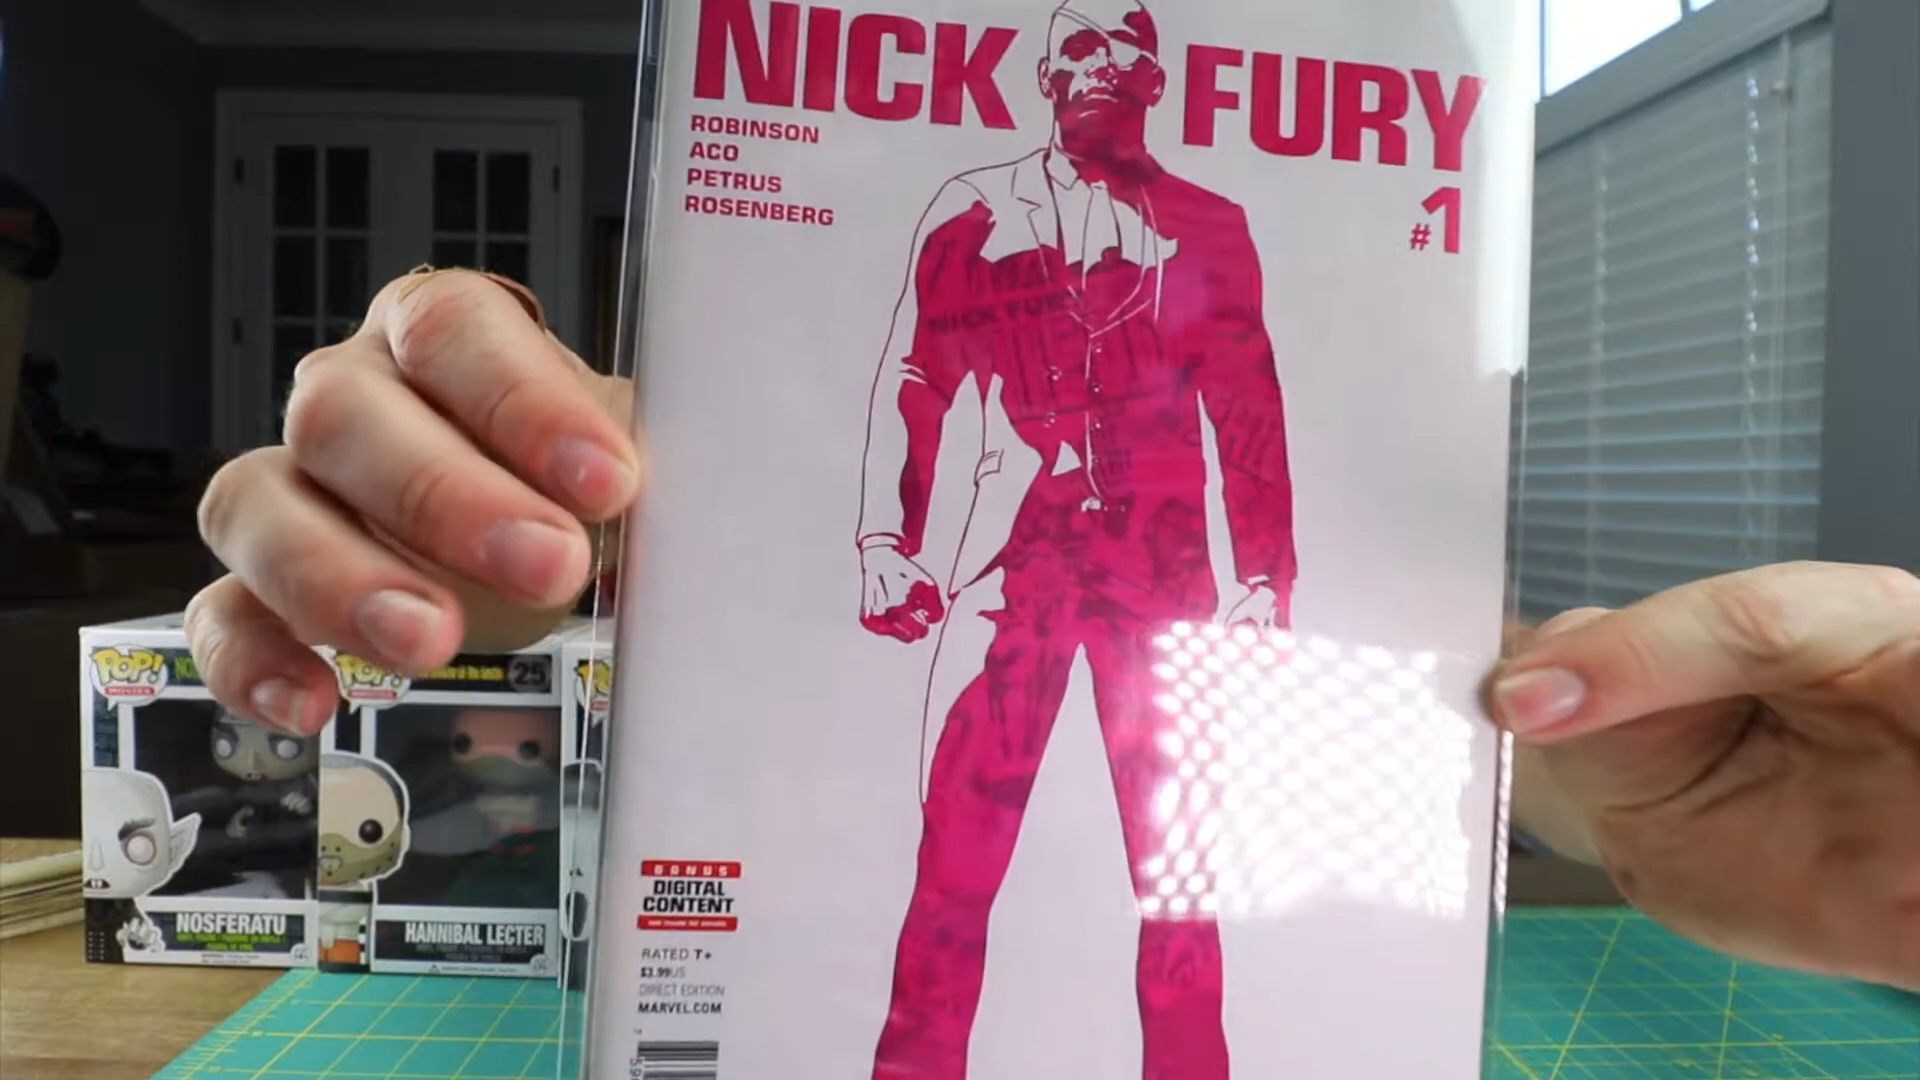 NICK FURY
#1
ROBINSON
ACO
PETRUS
ROSENBERG
NICK FURY
BONUS
DIGITAL
CONTENT
RATED T+
$3.99US
DIRECT EDITION
MARVEL.COM
POP!
MOVIES
NOSFERATU
POP!
25
HANNIBAL LECTER